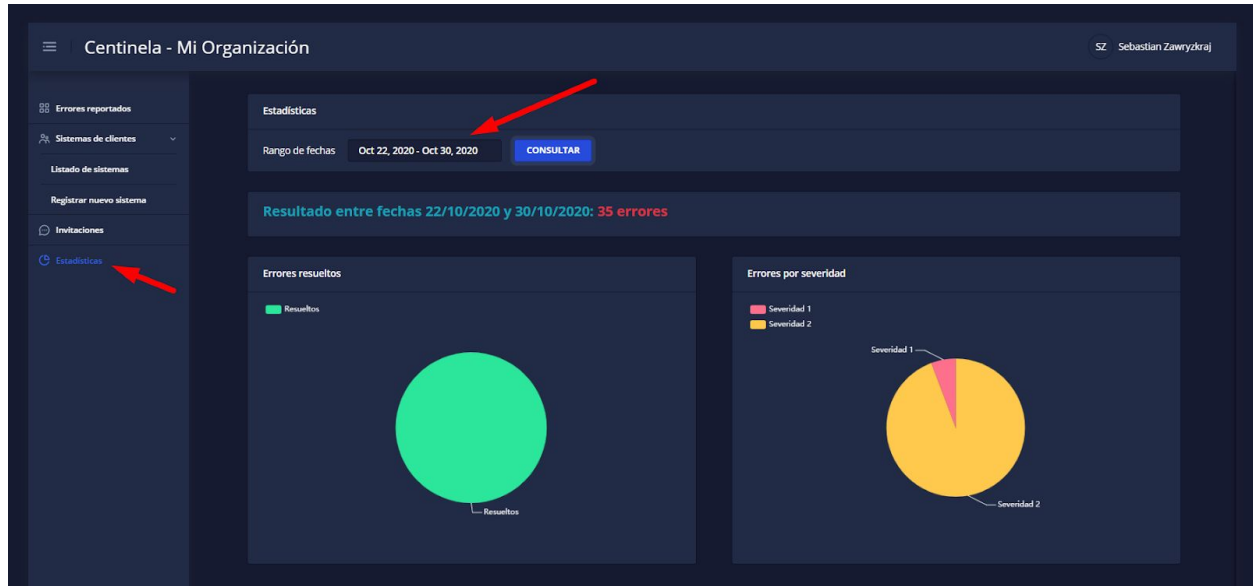 Centinela - Mi Organización
SZ Sebastian Zawryzkraj
Errores reportados
Sistemas de clientes
Listado de sistemas
Registrar nuevo sistema
Invitaciones
Estadísticas
Estadísticas
Rango de fechas Oct 22, 2020 - Oct 30, 2020 CONSULTAR
Resultado entre fechas 22/10/2020 y 30/10/2020: 35 errores
Errores resueltos
Resueltos
Resueltos
Errores por severidad
Severidad 1
Severidad 2
Severidad 1
Severidad 2